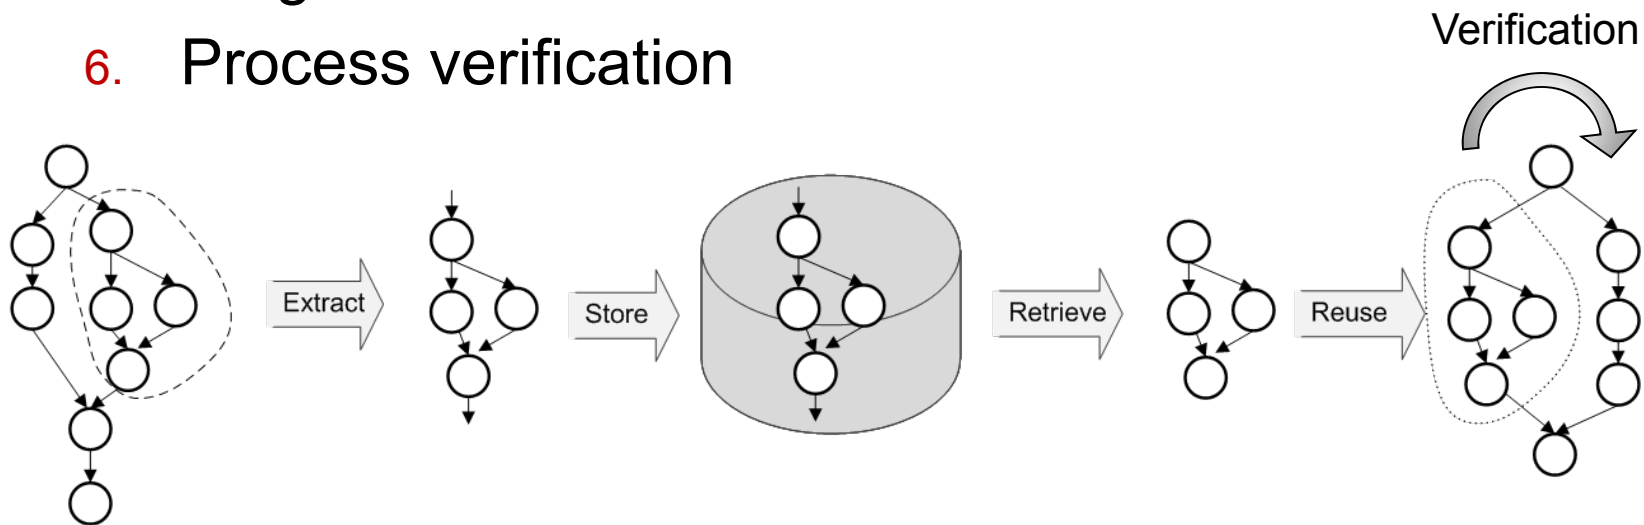 Verification
6. Process verification
Extract
Store
Retrieve
Reuse